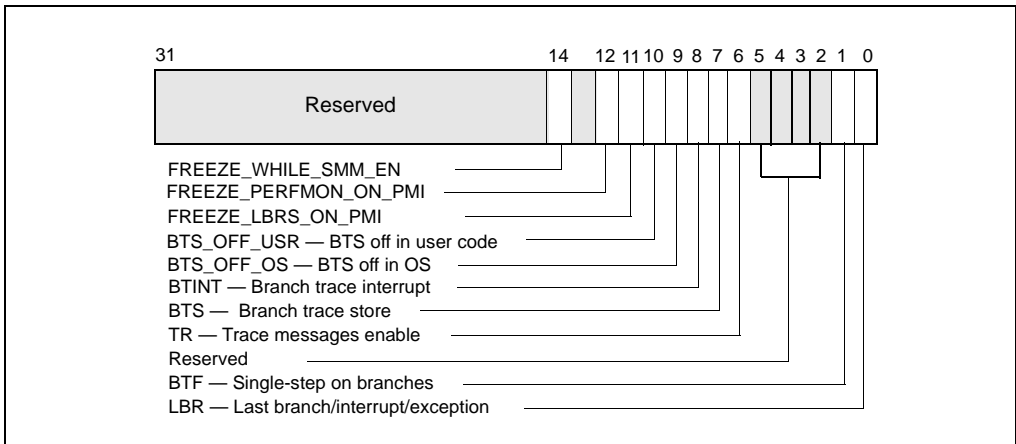 31 14 12 11 10 9 8 7 6 5 4 3 2 1 0
Reserved
FREEZE_WHILE_SMM_EN
FREEZE_PERFMON_ON_PMI
FREEZE_LBRS_ON_PMI
BTS_OFF_USR — BTS off in user code
BTS_OFF_OS — BTS off in OS
BTINT — Branch trace interrupt
BTS — Branch trace store
TR — Trace messages enable
Reserved
BTF — Single-step on branches
LBR — Last branch/interrupt/exception